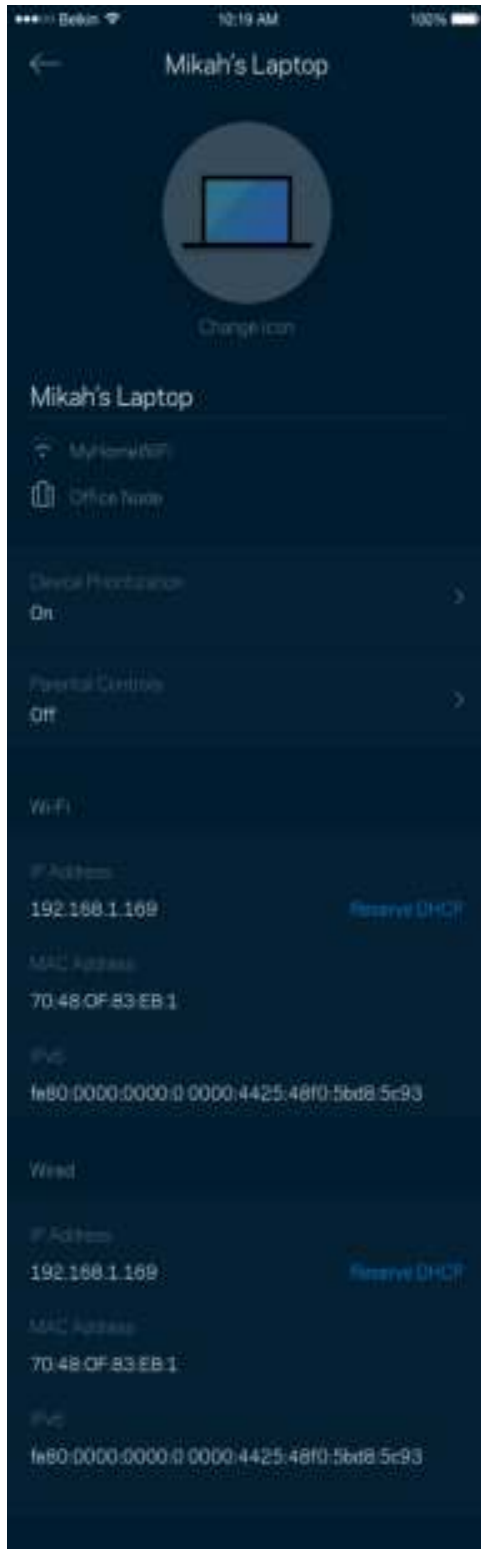 Belkin 10:19 AM 100%
Mikah's Laptop
Change icon
Mikah's Laptop
MyHomeWiFi
Office Node
Device Prioritization
On
Parental Controls
Off
Wi-Fi
IP Address
192.168.1.169 Reserve DHCP
MAC Address
70:48:0F:83:EB:1
IPv6
fe80:0000:0000:0 0000:4425:48f0:5bd8:5c93
Wired
IP Address
192.168.1.169 Reserve DHCP
MAC Address
70:48:0F:83:EB:1
IPv6
fe80:0000:0000:0 0000:4425:48f0:5bd8:5c93